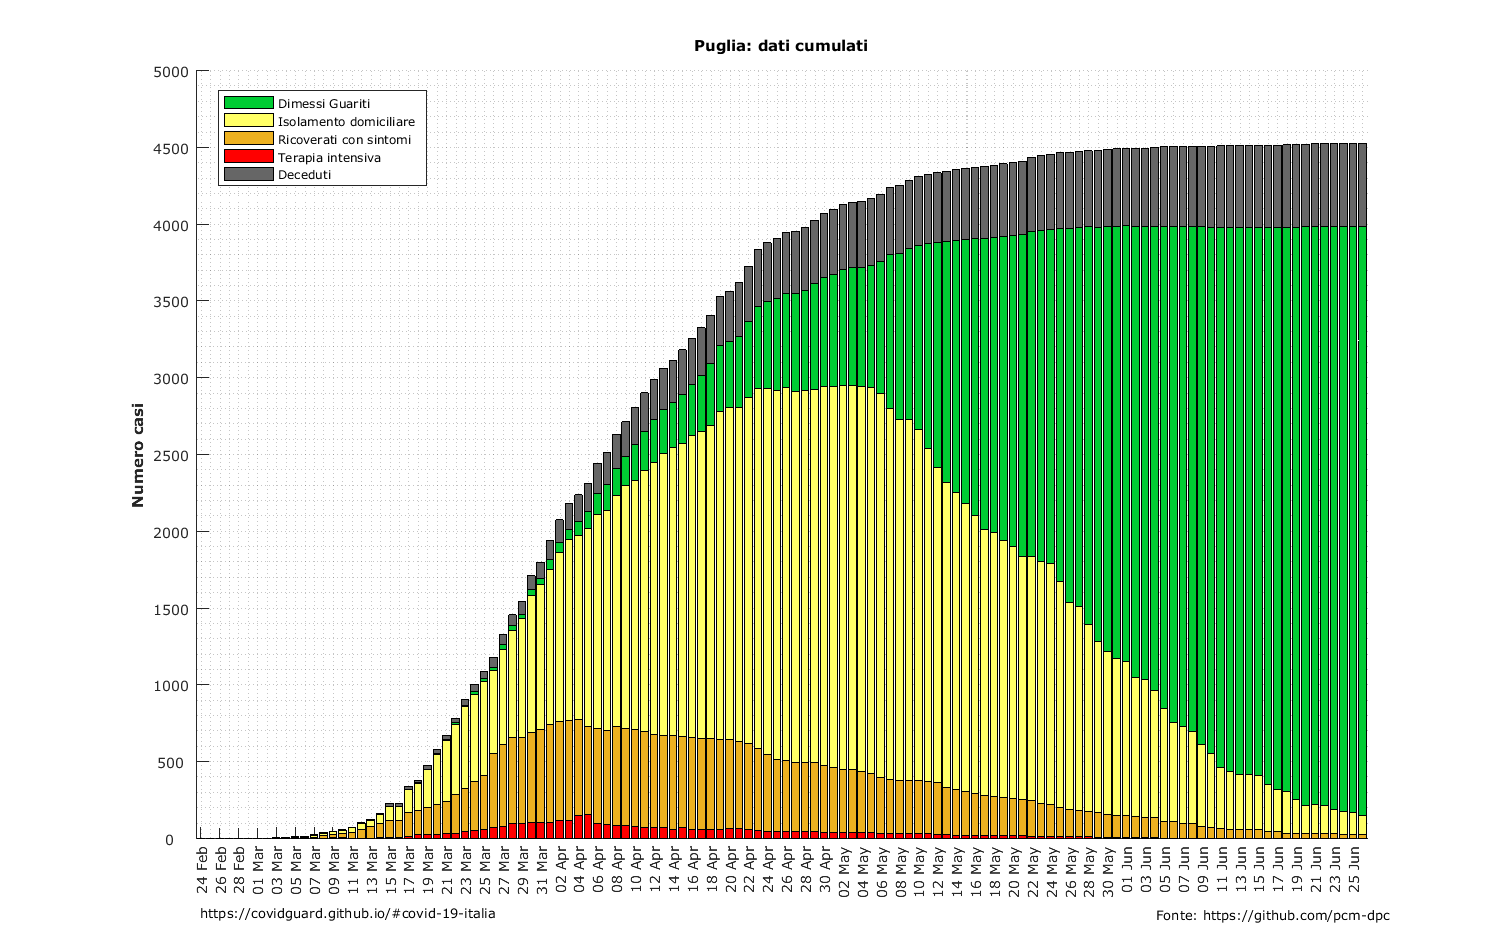 Puglia: dati cumulati
5000
4500
4000
3500
3000
2500
2000
1500
1000
500
0
Numero casi
Dimessi Guariti
Isolamento domiciliare
Ricoverati con sintomi
Terapia intensiva
Deceduti
24 Feb
26 Feb
28 Feb
01 Mar
03 Mar
05 Mar
07 Mar
09 Mar
11 Mar
13 Mar
15 Mar
17 Mar
19 Mar
21 Mar
23 Mar
25 Mar
27 Mar
29 Mar
31 Mar
02 Apr
04 Apr
06 Apr
08 Apr
10 Apr
12 Apr
14 Apr
16 Apr
18 Apr
20 Apr
22 Apr
24 Apr
26 Apr
28 Apr
30 Apr
02 May
04 May
06 May
08 May
10 May
12 May
14 May
16 May
18 May
20 May
22 May
24 May
26 May
28 May
30 May
01 Jun
03 Jun
05 Jun
07 Jun
09 Jun
11 Jun
13 Jun
15 Jun
17 Jun
19 Jun
21 Jun
23 Jun
25 Jun
https://covidguard.github.io/#covid-19-italia
Fonte: https://github.com/pcm-dpc